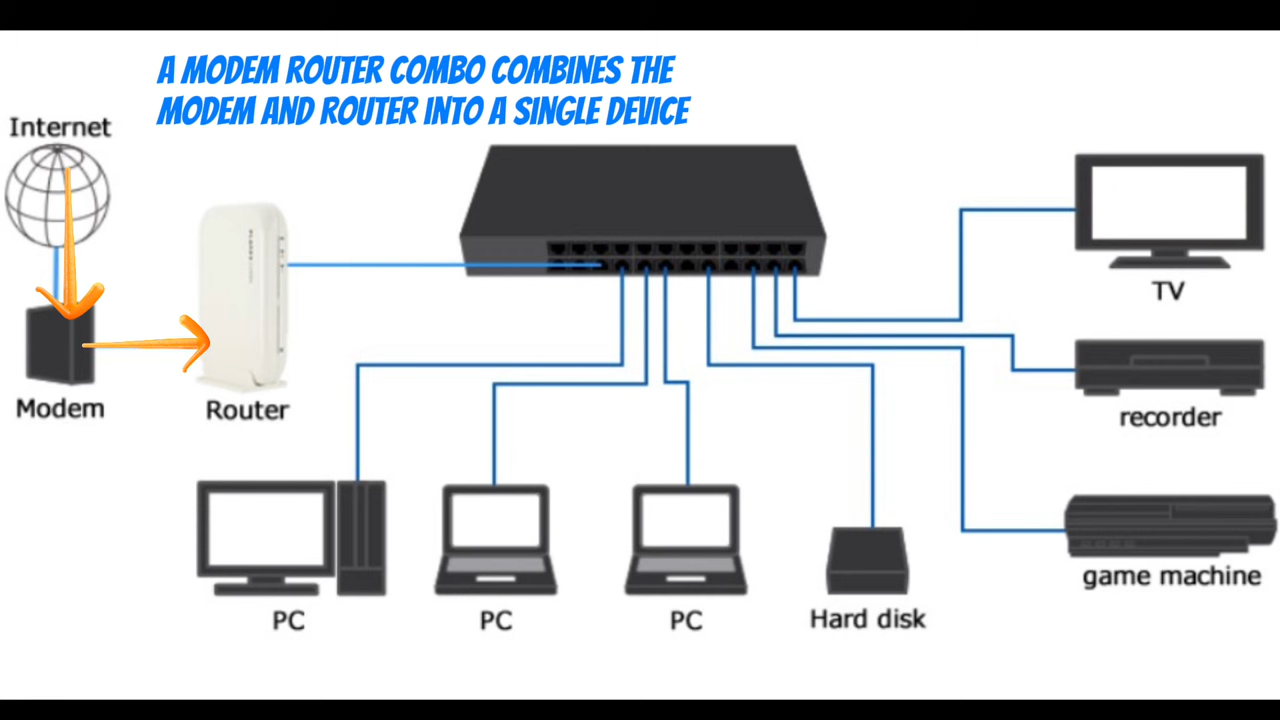 A MODEM ROUTER COMBO COMBINES THE
MODEM AND ROUTER INTO A SINGLE DEVICE
Internet
Modem
Router
TV
recorder
game machine
PC
PC
PC
Hard disk